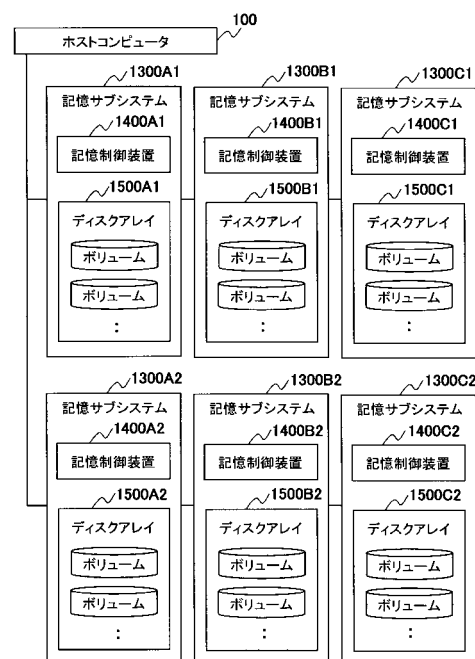 100
ホストコンピュータ
1300A1
1300B1
1300C1
記憶サブシステム
記憶サブシステム
記憶サブシステム
1400A1
1400B1
1400C1
記憶制御装置
記憶制御装置
記憶制御装置
1500A1
1500B1
1500C1
ディスクアレイ
ディスクアレイ
ディスクアレイ
ボリューム
ボリューム
ボリューム
ボリューム
ボリューム
ボリューム
:
:
:
1300A2
1300B2
1300C2
記憶サブシステム
記憶サブシステム
記憶サブシステム
1400A2
1400B2
1400C2
記憶制御装置
記憶制御装置
記憶制御装置
1500A2
1500B2
1500C2
ディスクアレイ
ディスクアレイ
ディスクアレイ
ボリューム
ボリューム
ボリューム
ボリューム
ボリューム
ボリューム
:
:
: